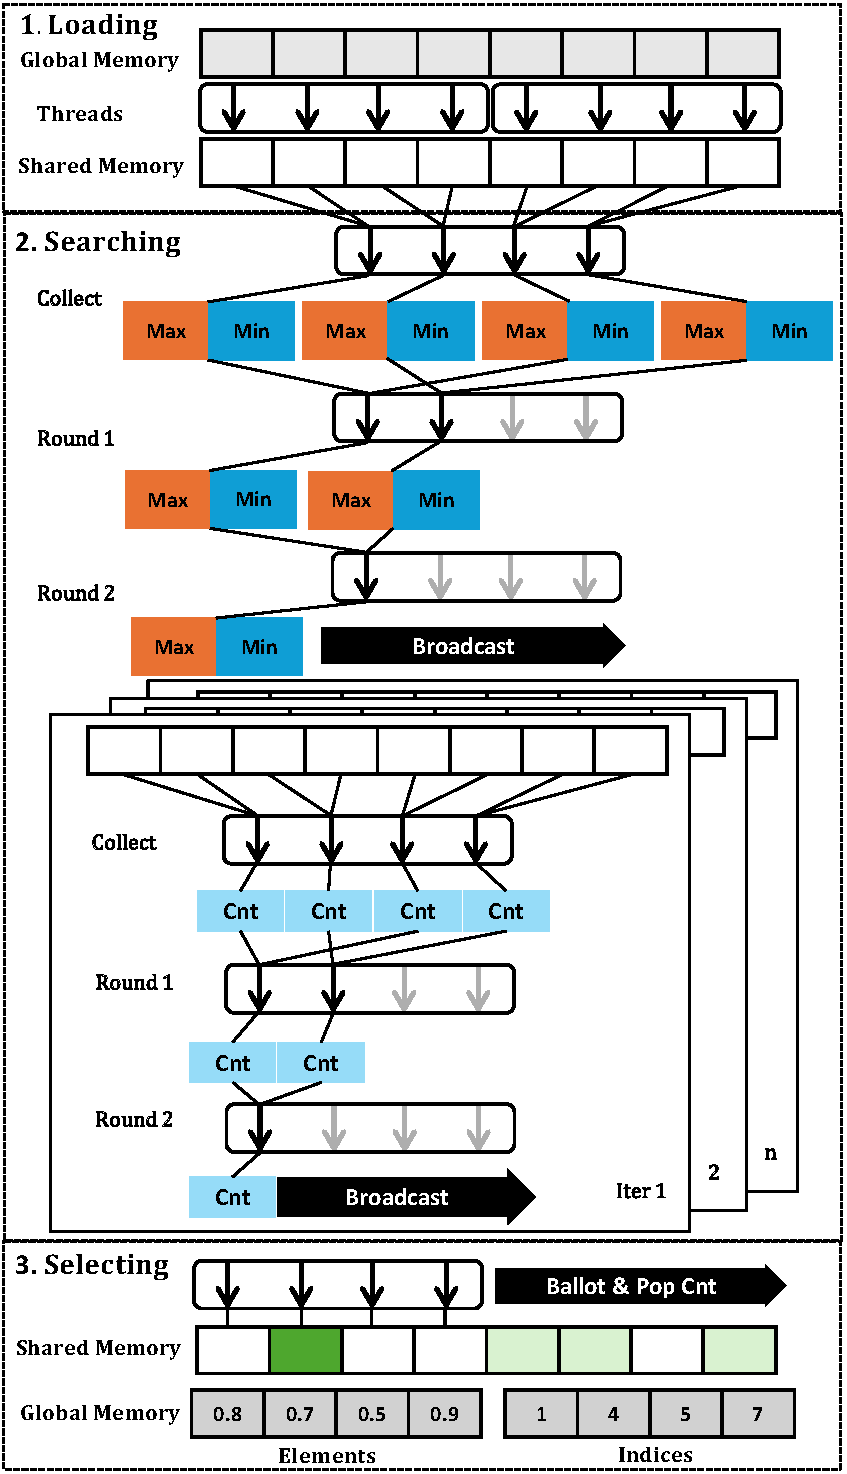 1. Loading
Global Memory
Threads
Shared Memory
2. Searching
Collect
Max Min Max Min Max Min Max Min
Round 1
Max Min Max Min
Round 2
Max Min Broadcast
Collect
Cnt Cnt Cnt Cnt
Round 1
Cnt Cnt
Round 2
Cnt Broadcast
Iter 1 2 n
3. Selecting
Ballot & Pop Cnt
Shared Memory
Global Memory 0.8 0.7 0.5 0.9 1 4 5 7
Elements Indices